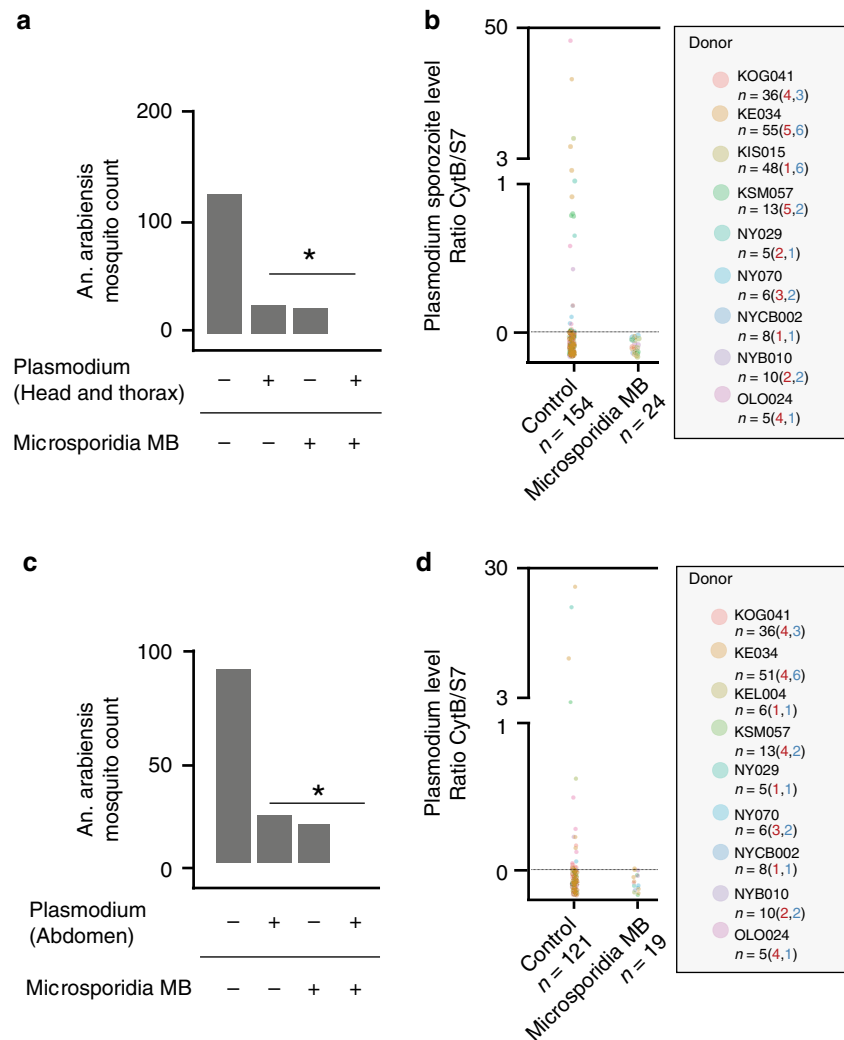 a
An. arabiensis
mosquito count
200
100
0
Plasmodium
(Head and thorax)
– + – +
Microsporidia MB
– – + +
*
b
Plasmodium sporozoite level
Ratio CytB/S7
50
3
1
0
Control
n = 154
Microsporidia MB
n = 24
Donor
KOG041
n = 36(4,3)
KE034
n = 55(5,6)
KIS015
n = 48(1,6)
KSM057
n = 13(5,2)
NY029
n = 5(2,1)
NY070
n = 6(3,2)
NYCB002
n = 8(1,1)
NYB010
n = 10(2,2)
OLO024
n = 5(4,1)
c
An. arabiensis
mosquito count
100
50
0
*
Plasmodium
(Abdomen)
– + – +
Microsporidia MB
– – + +
d
Plasmodium level
Ratio CytB/S7
30
3
1
0
Control
n = 121
Microsporidia MB
n = 19
Donor
KOG041
n = 36(4,3)
KE034
n = 51(4,6)
KEL004
n = 6(1,1)
KSM057
n = 13(4,2)
NY029
n = 5(1,1)
NY070
n = 6(3,2)
NYCB002
n = 8(1,1)
NYB010
n = 10(2,2)
OLO024
n = 5(4,1)